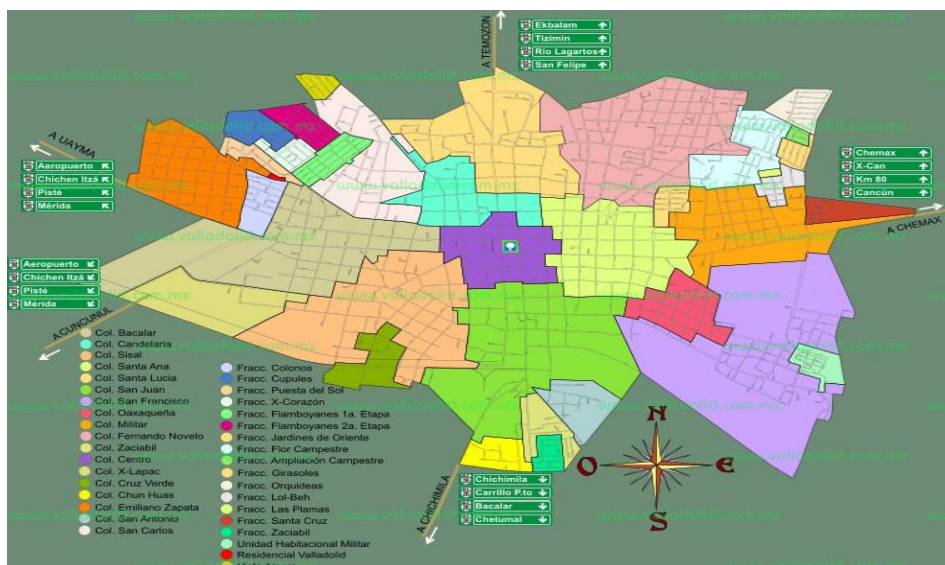 www.valladolid.com.mx
A TEMOZON
Ekbalam
Tizimin
Rio Lagartos
San Felipe
A UAYMA
Aeropuerto
Chichen Itzá
Pisté
Mérida
Chemax
X-Can
Km 80
Cancún
A CHEMAX
Aeropuerto
Chichen Itzá
Pisté
Mérida
A CUNCUNUL
Col. Bacalar
Col. Candelaria
Col. Sisal
Col. Santa Ana
Col. Santa Lucia
Col. San Juan
Col. San Francisco
Col. Oaxaqueña
Col. Militar
Col. Fernando Novelo
Col. Zaciabil
Col. Centro
Col. X-Lapac
Col. Cruz Verde
Col. Chun Huas
Col. Emiliano Zapata
Col. San Antonio
Col. San Carlos
Fracc. Colonos
Fracc. Cupules
Fracc. Puesta del Sol
Fracc. X-Corazón
Fracc. Flamboyanes 1a. Etapa
Fracc. Flamboyanes 2a. Etapa
Fracc. Jardines de Oriente
Fracc. Flor Campestre
Fracc. Ampliación Campestre
Fracc. Girasoles
Fracc. Orquideas
Fracc. Lol-Beh
Fracc. Las Plamas
Fracc. Santa Cruz
Fracc. Zaciabil
Unidad Habitacional Militar
Residencial Valladolid
A CHICHIMILA
Chichimila
Carrillo P.to
Bacalar
Chetumal
N
O
E
S